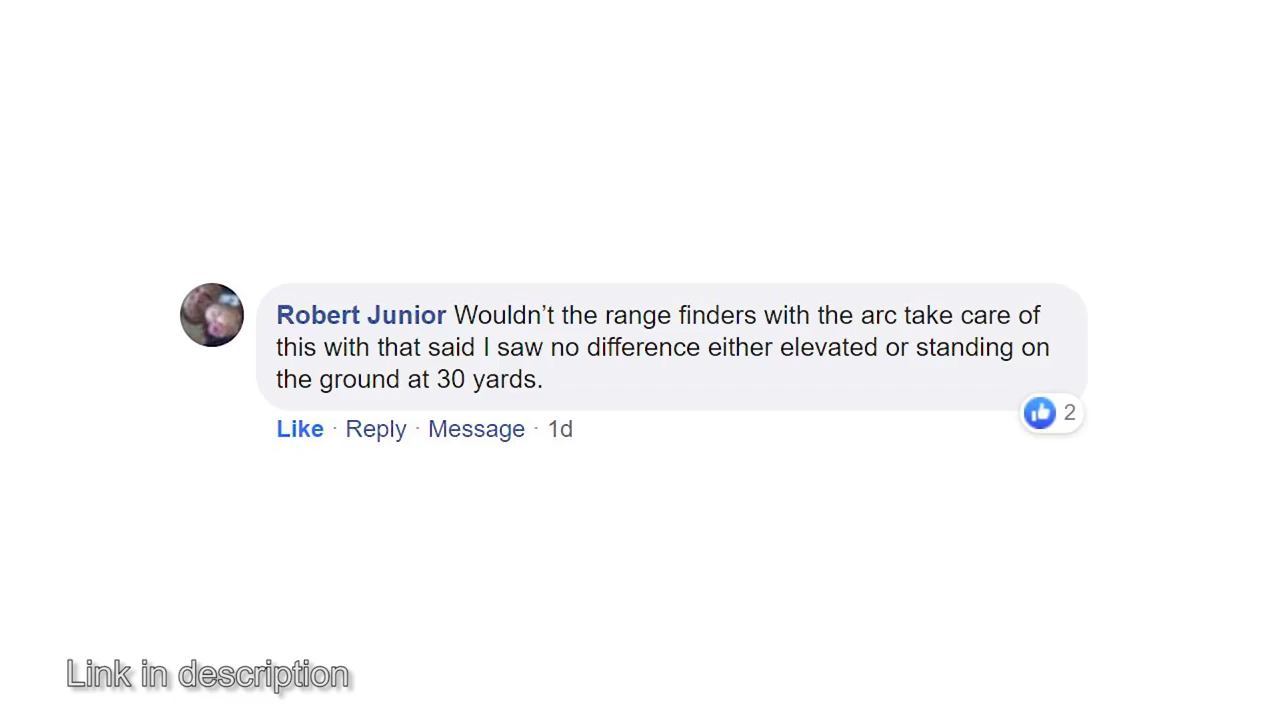 Robert Junior Wouldn’t the range finders with the arc take care of
this with that said I saw no difference either elevated or standing on
the ground at 30 yards.
Like · Reply · Message · 1d
2
Link in description